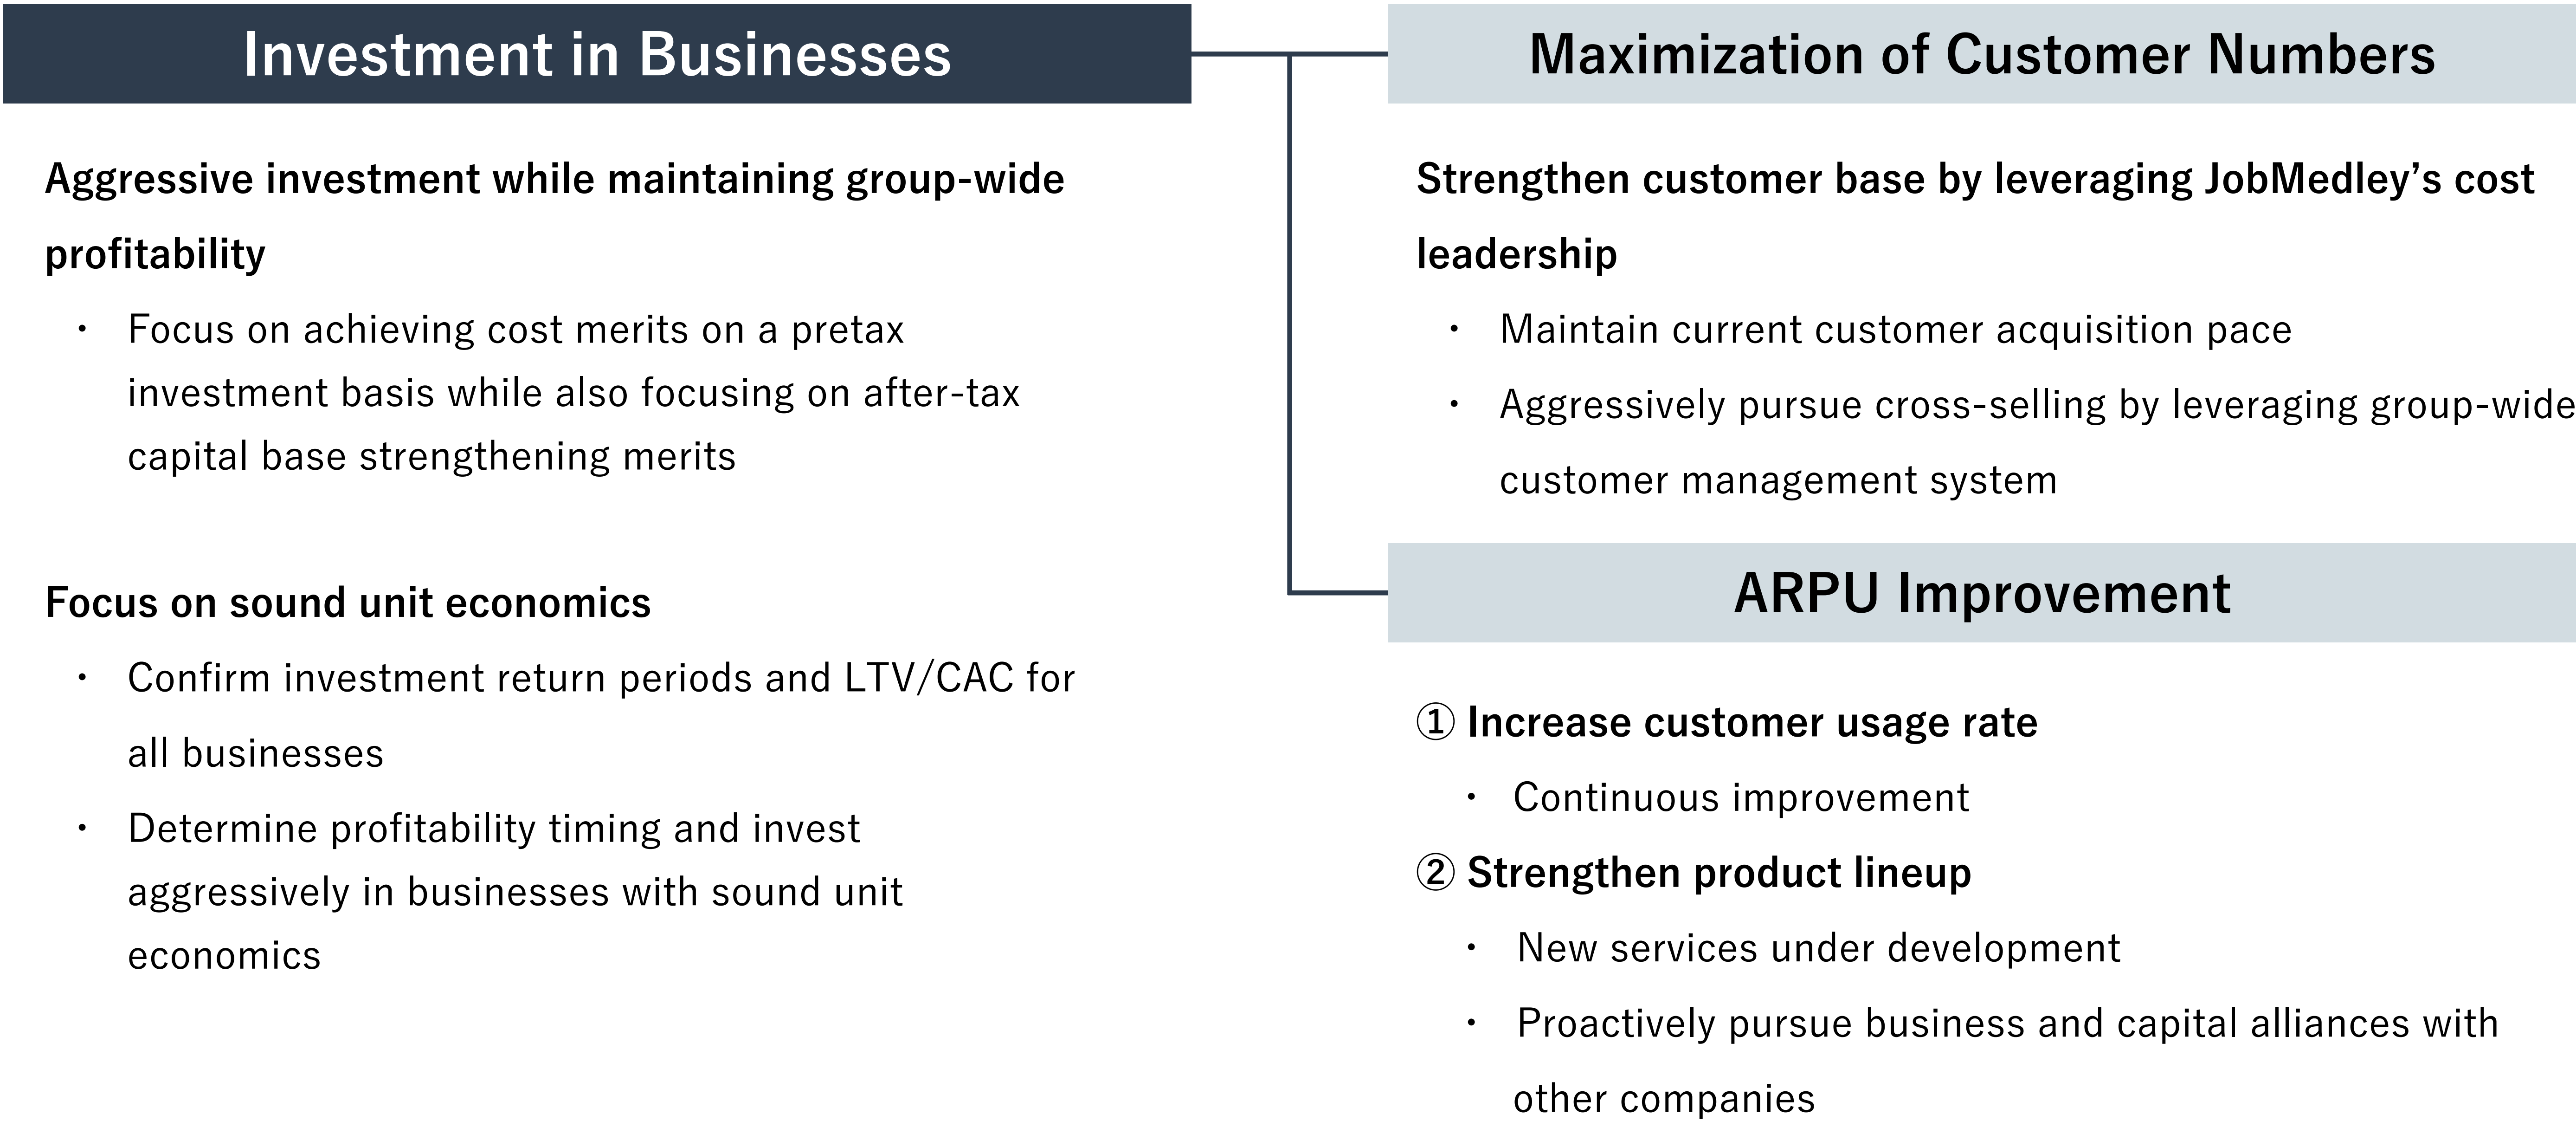 Investment in Businesses
Aggressive investment while maintaining group-wide
profitability
・ Focus on achieving cost merits on a pretax
investment basis while also focusing on after-tax
capital base strengthening merits
Focus on sound unit economics
・ Confirm investment return periods and LTV/CAC for
all businesses
・ Determine profitability timing and invest
aggressively in businesses with sound unit
economics
Maximization of Customer Numbers
Strengthen customer base by leveraging JobMedley’s cost
leadership
・ Maintain current customer acquisition pace
・ Aggressively pursue cross-selling by leveraging group-wide
customer management system
ARPU Improvement
① Increase customer usage rate
・ Continuous improvement
② Strengthen product lineup
・ New services under development
・ Proactively pursue business and capital alliances with
other companies